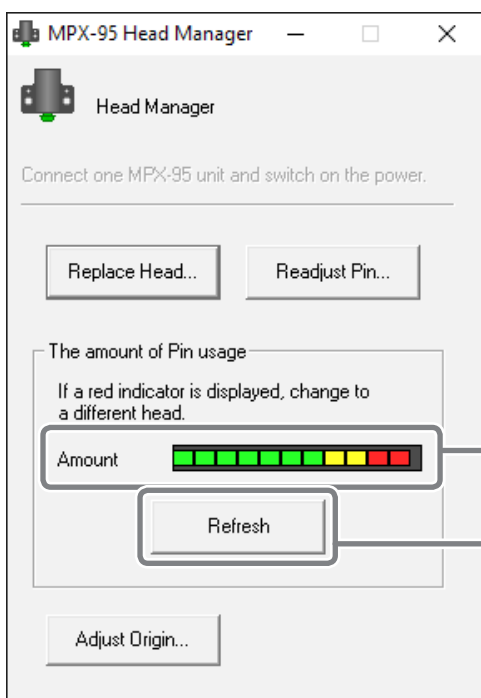 MPX-95 Head Manager
Head Manager
Connect one MPX-95 unit and switch on the power.
Replace Head... Readjust Pin...
The amount of Pin usage
If a red indicator is displayed, change to
a different head.
Amount
Refresh
Adjust Origin...